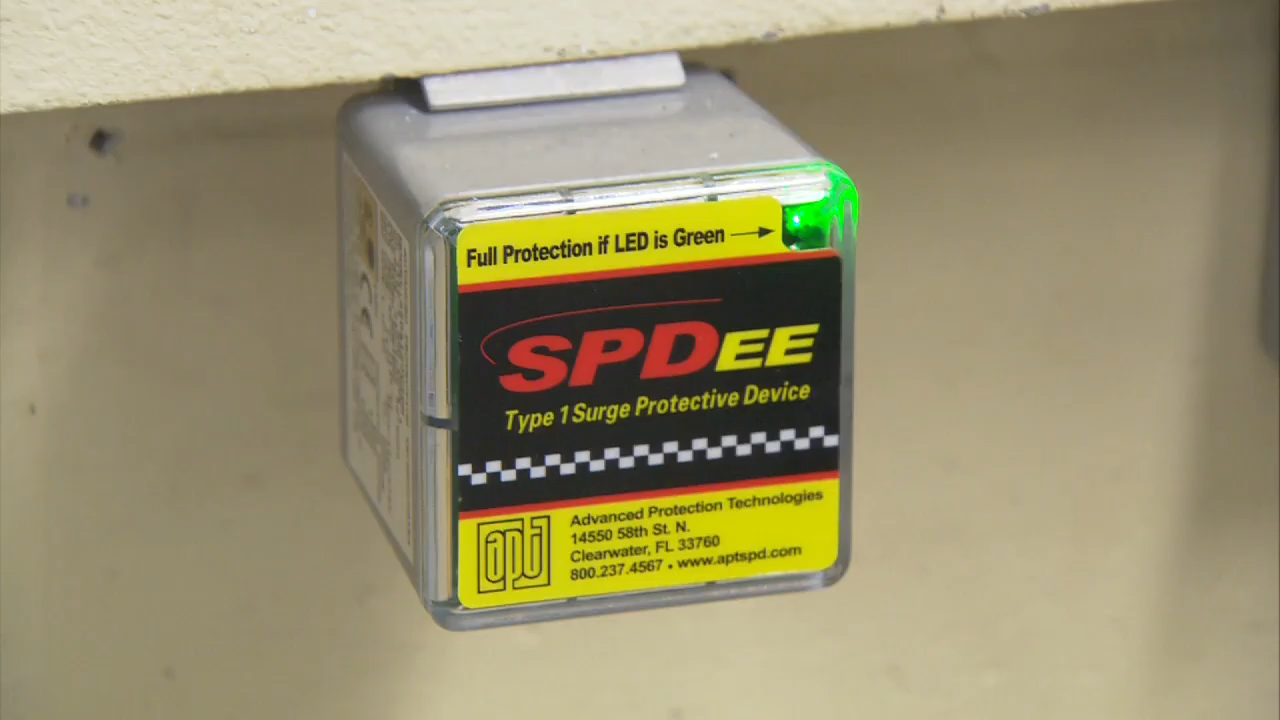 Full Protection if LED is Green
SPDEE
Type 1 Surge Protective Device
apt
Advanced Protection Technologies
14550 58th St. N.
Clearwater, FL 33760
800.237.4567 • www.aptspd.com